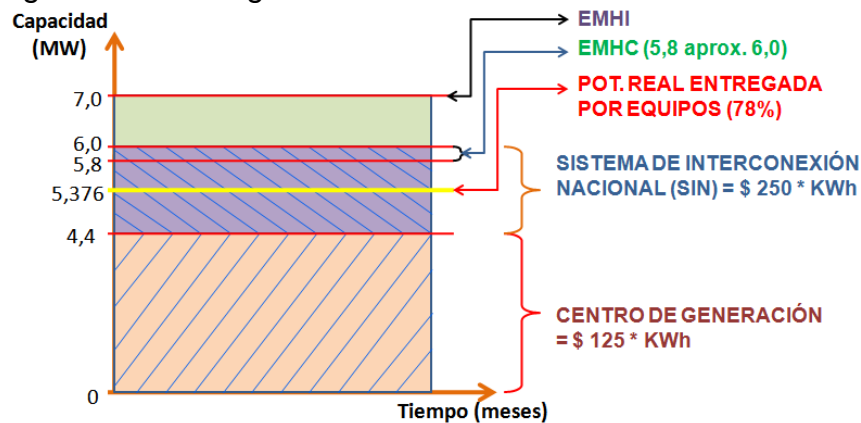 Capacidad
(MW)
7,0
6,0
5,8
5,376
4,4
0
Tiempo (meses)
EMHI
EMHC (5,8 aprox. 6,0)
POT. REAL ENTREGADA
POR EQUIPOS (78%)
SISTEMA DE INTERCONEXIÓN
NACIONAL (SIN) = $ 250 * KWh
CENTRO DE GENERACIÓN
= $ 125 * KWh